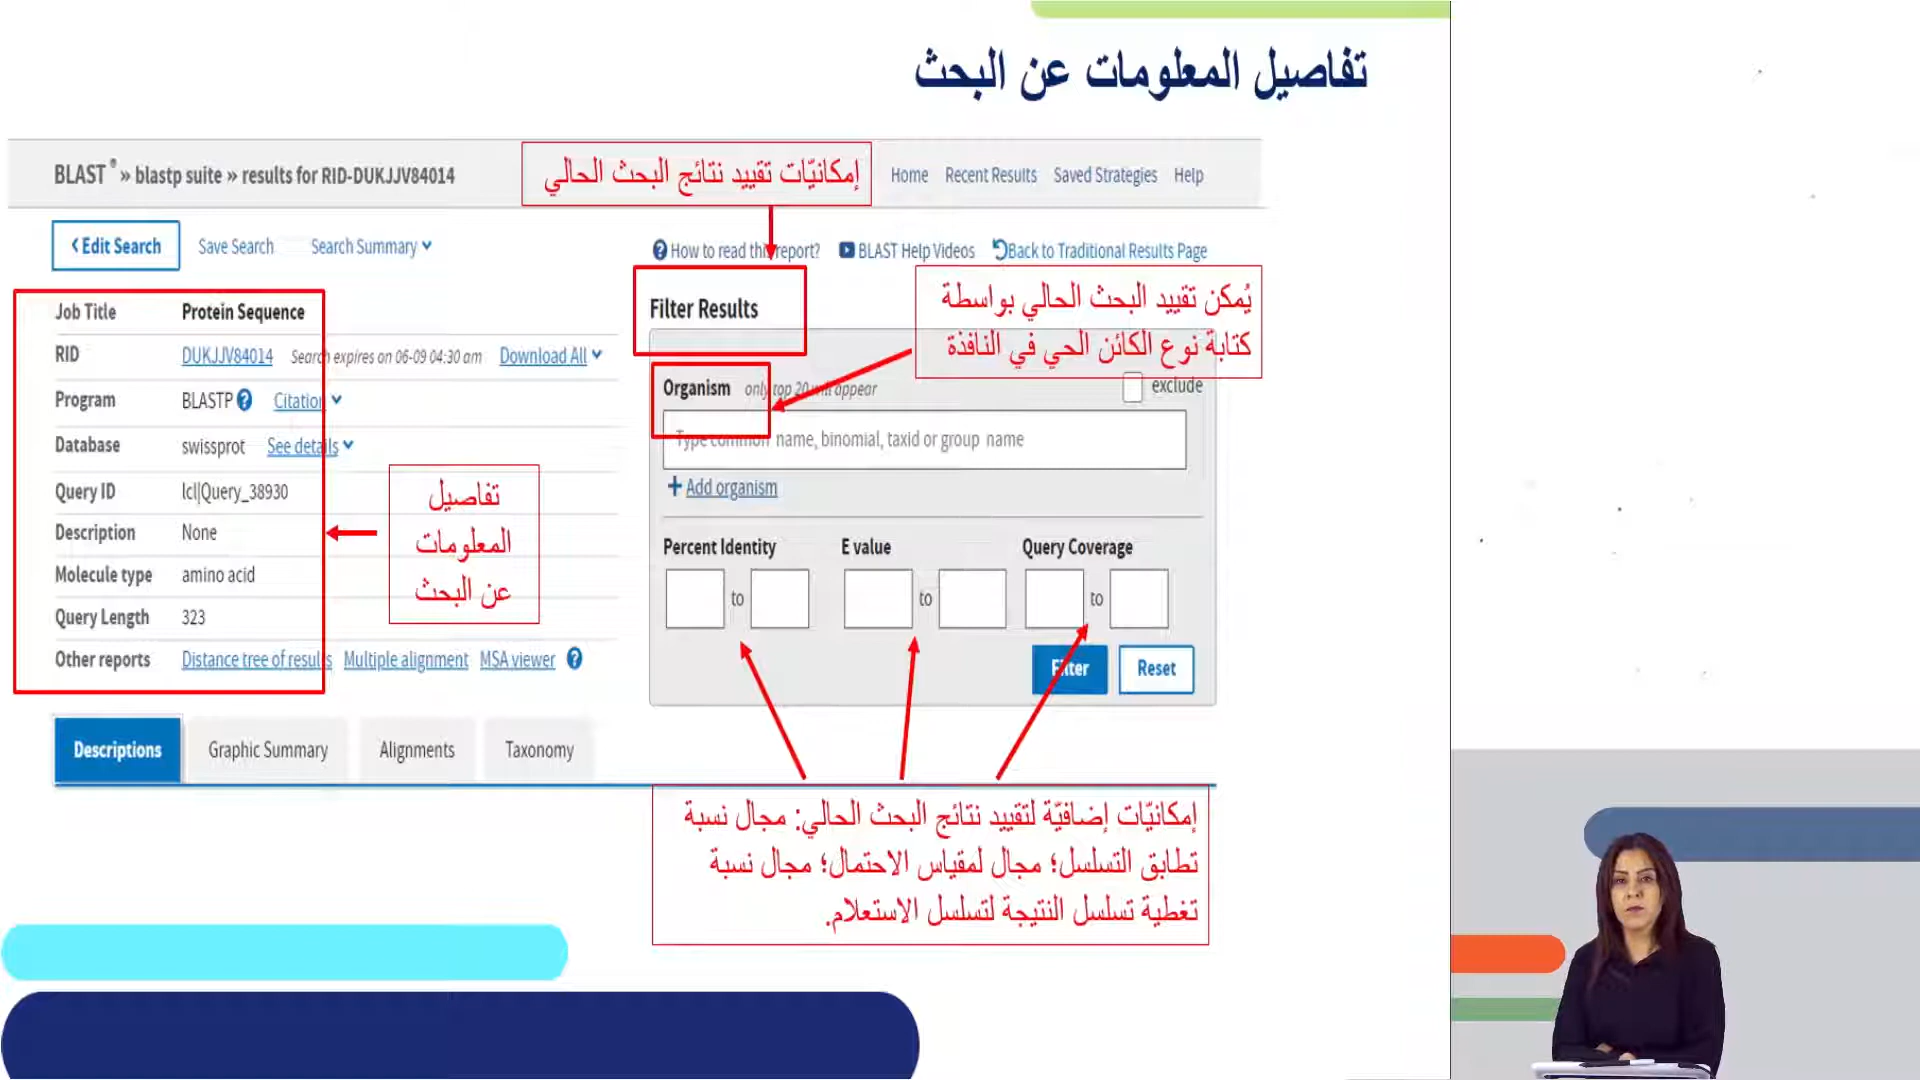 تفاصيل المعلومات عن البحث
BLAST ® » blastp suite » results for RID-DUKJJV84014
إمكانيّات تقييد نتائج البحث الحالي
Home Recent Results Saved Strategies Help
‹ Edit Search Save Search Search Summary
How to read this report? BLAST Help Videos Back to Traditional Results Page
Job Title Protein Sequence
RID DUKJJV84014 Search expires on 06-09 04:30 am Download All
Program BLASTP Citation
Database swissprot See details
Query ID lcl|Query_38930
Description None
Molecule type amino acid
Query Length 323
Other reports Distance tree of results Multiple alignment MSA viewer
تفاصيل
المعلومات
عن البحث
Filter Results
يُمكن تقييد البحث الحالي بواسطة
كتابة نوع الكائن الحي في النافذة
Organism only top 20 will appear exclude
Type common name, binomial, taxid or group name
+ Add organism
Percent Identity E value Query Coverage
to to to
Filter Reset
Descriptions Graphic Summary Alignments Taxonomy
إمكانيّات إضافيّة لتقييد نتائج البحث الحالي: مجال نسبة
تطابق التسلسل؛ مجال لمقياس الاحتمال؛ مجال نسبة
تغطية تسلسل النتيجة لتسلسل الاستعلام.